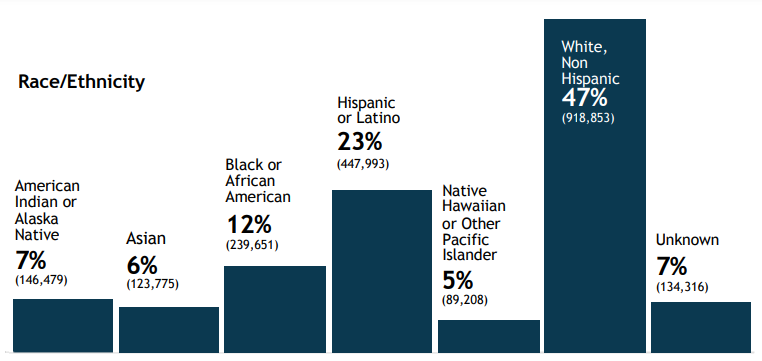 Race/Ethnicity
American
Indian or
Alaska
Native
7%
(146,479)
Asian
6%
(123,775)
Black or
African
American
12%
(239,651)
Hispanic
or Latino
23%
(447,993)
Native
Hawaiian
or Other
Pacific
Islander
5%
(89,208)
White,
Non
Hispanic
47%
(918,853)
Unknown
7%
(134,316)